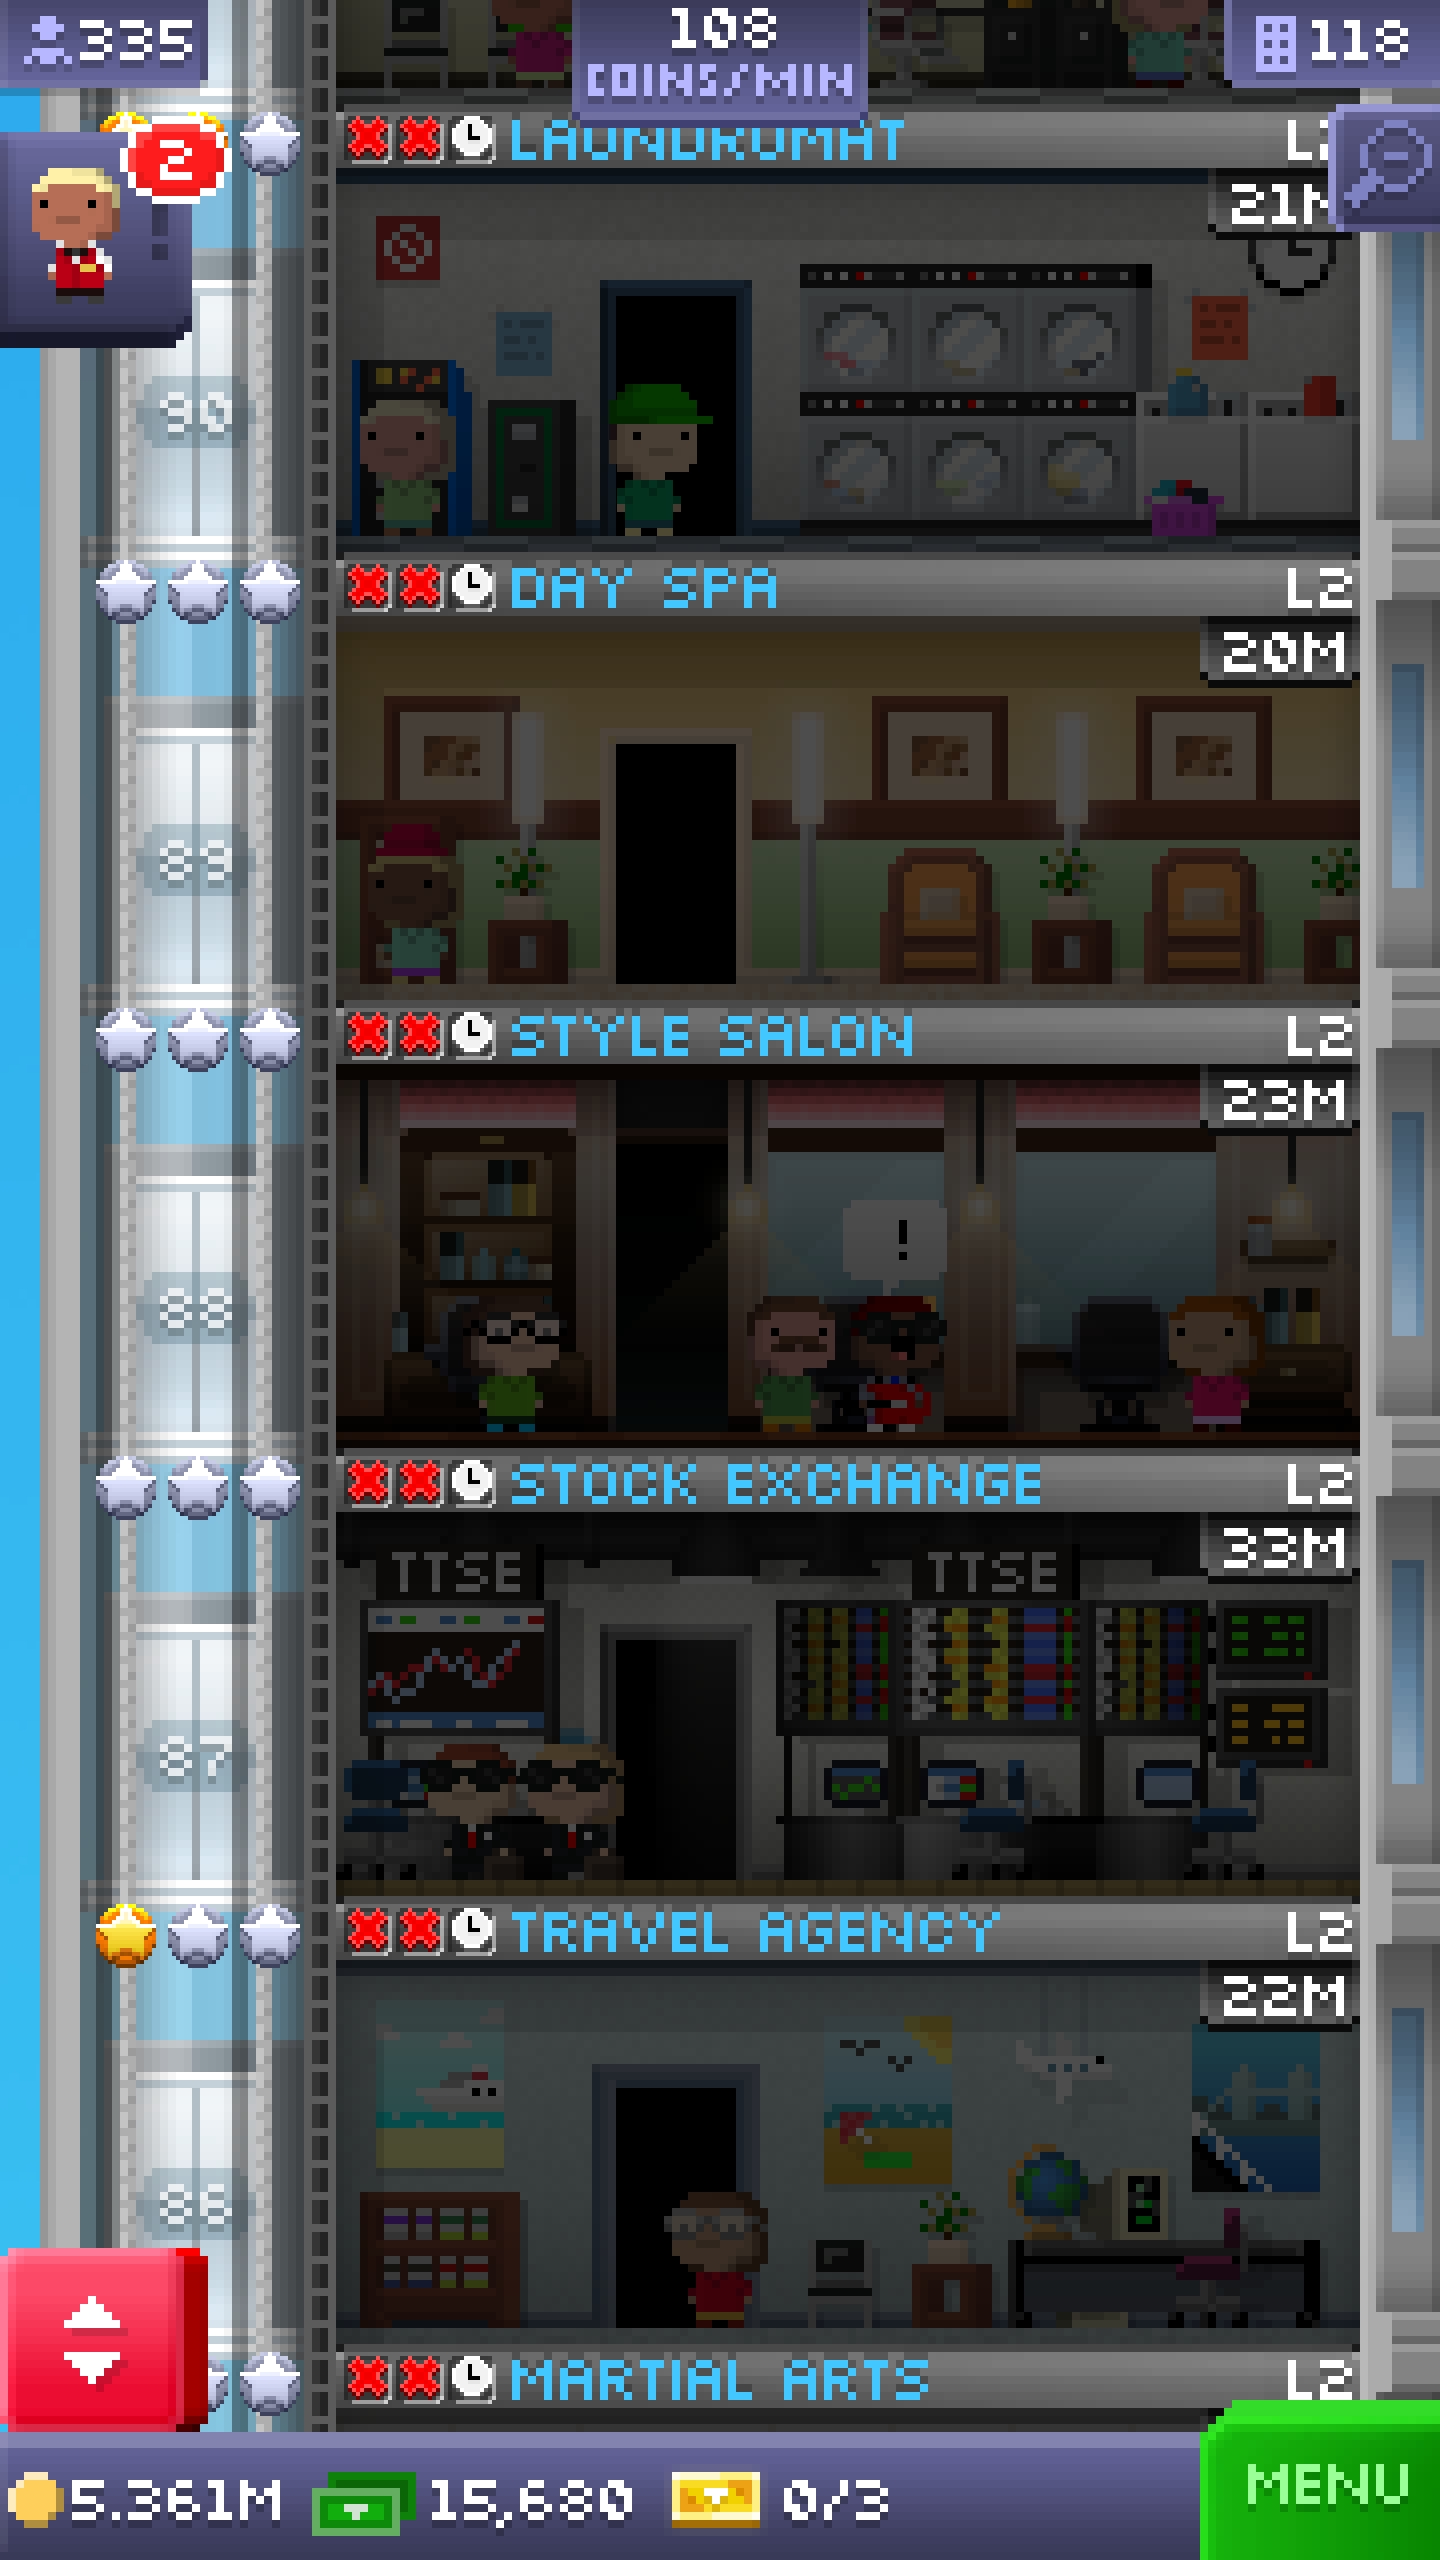 335
108
COINS/MIN
118
2
LAUNDROMAT
21M
90
DAY SPA L2
20M
89
STYLE SALON L2
23M
!
88
STOCK EXCHANGE L2
33M
TTSE
TTSE
87
TRAVEL AGENCY L2
22M
86
MARTIAL ARTS L2
5.361M
15,680
0/3
MENU